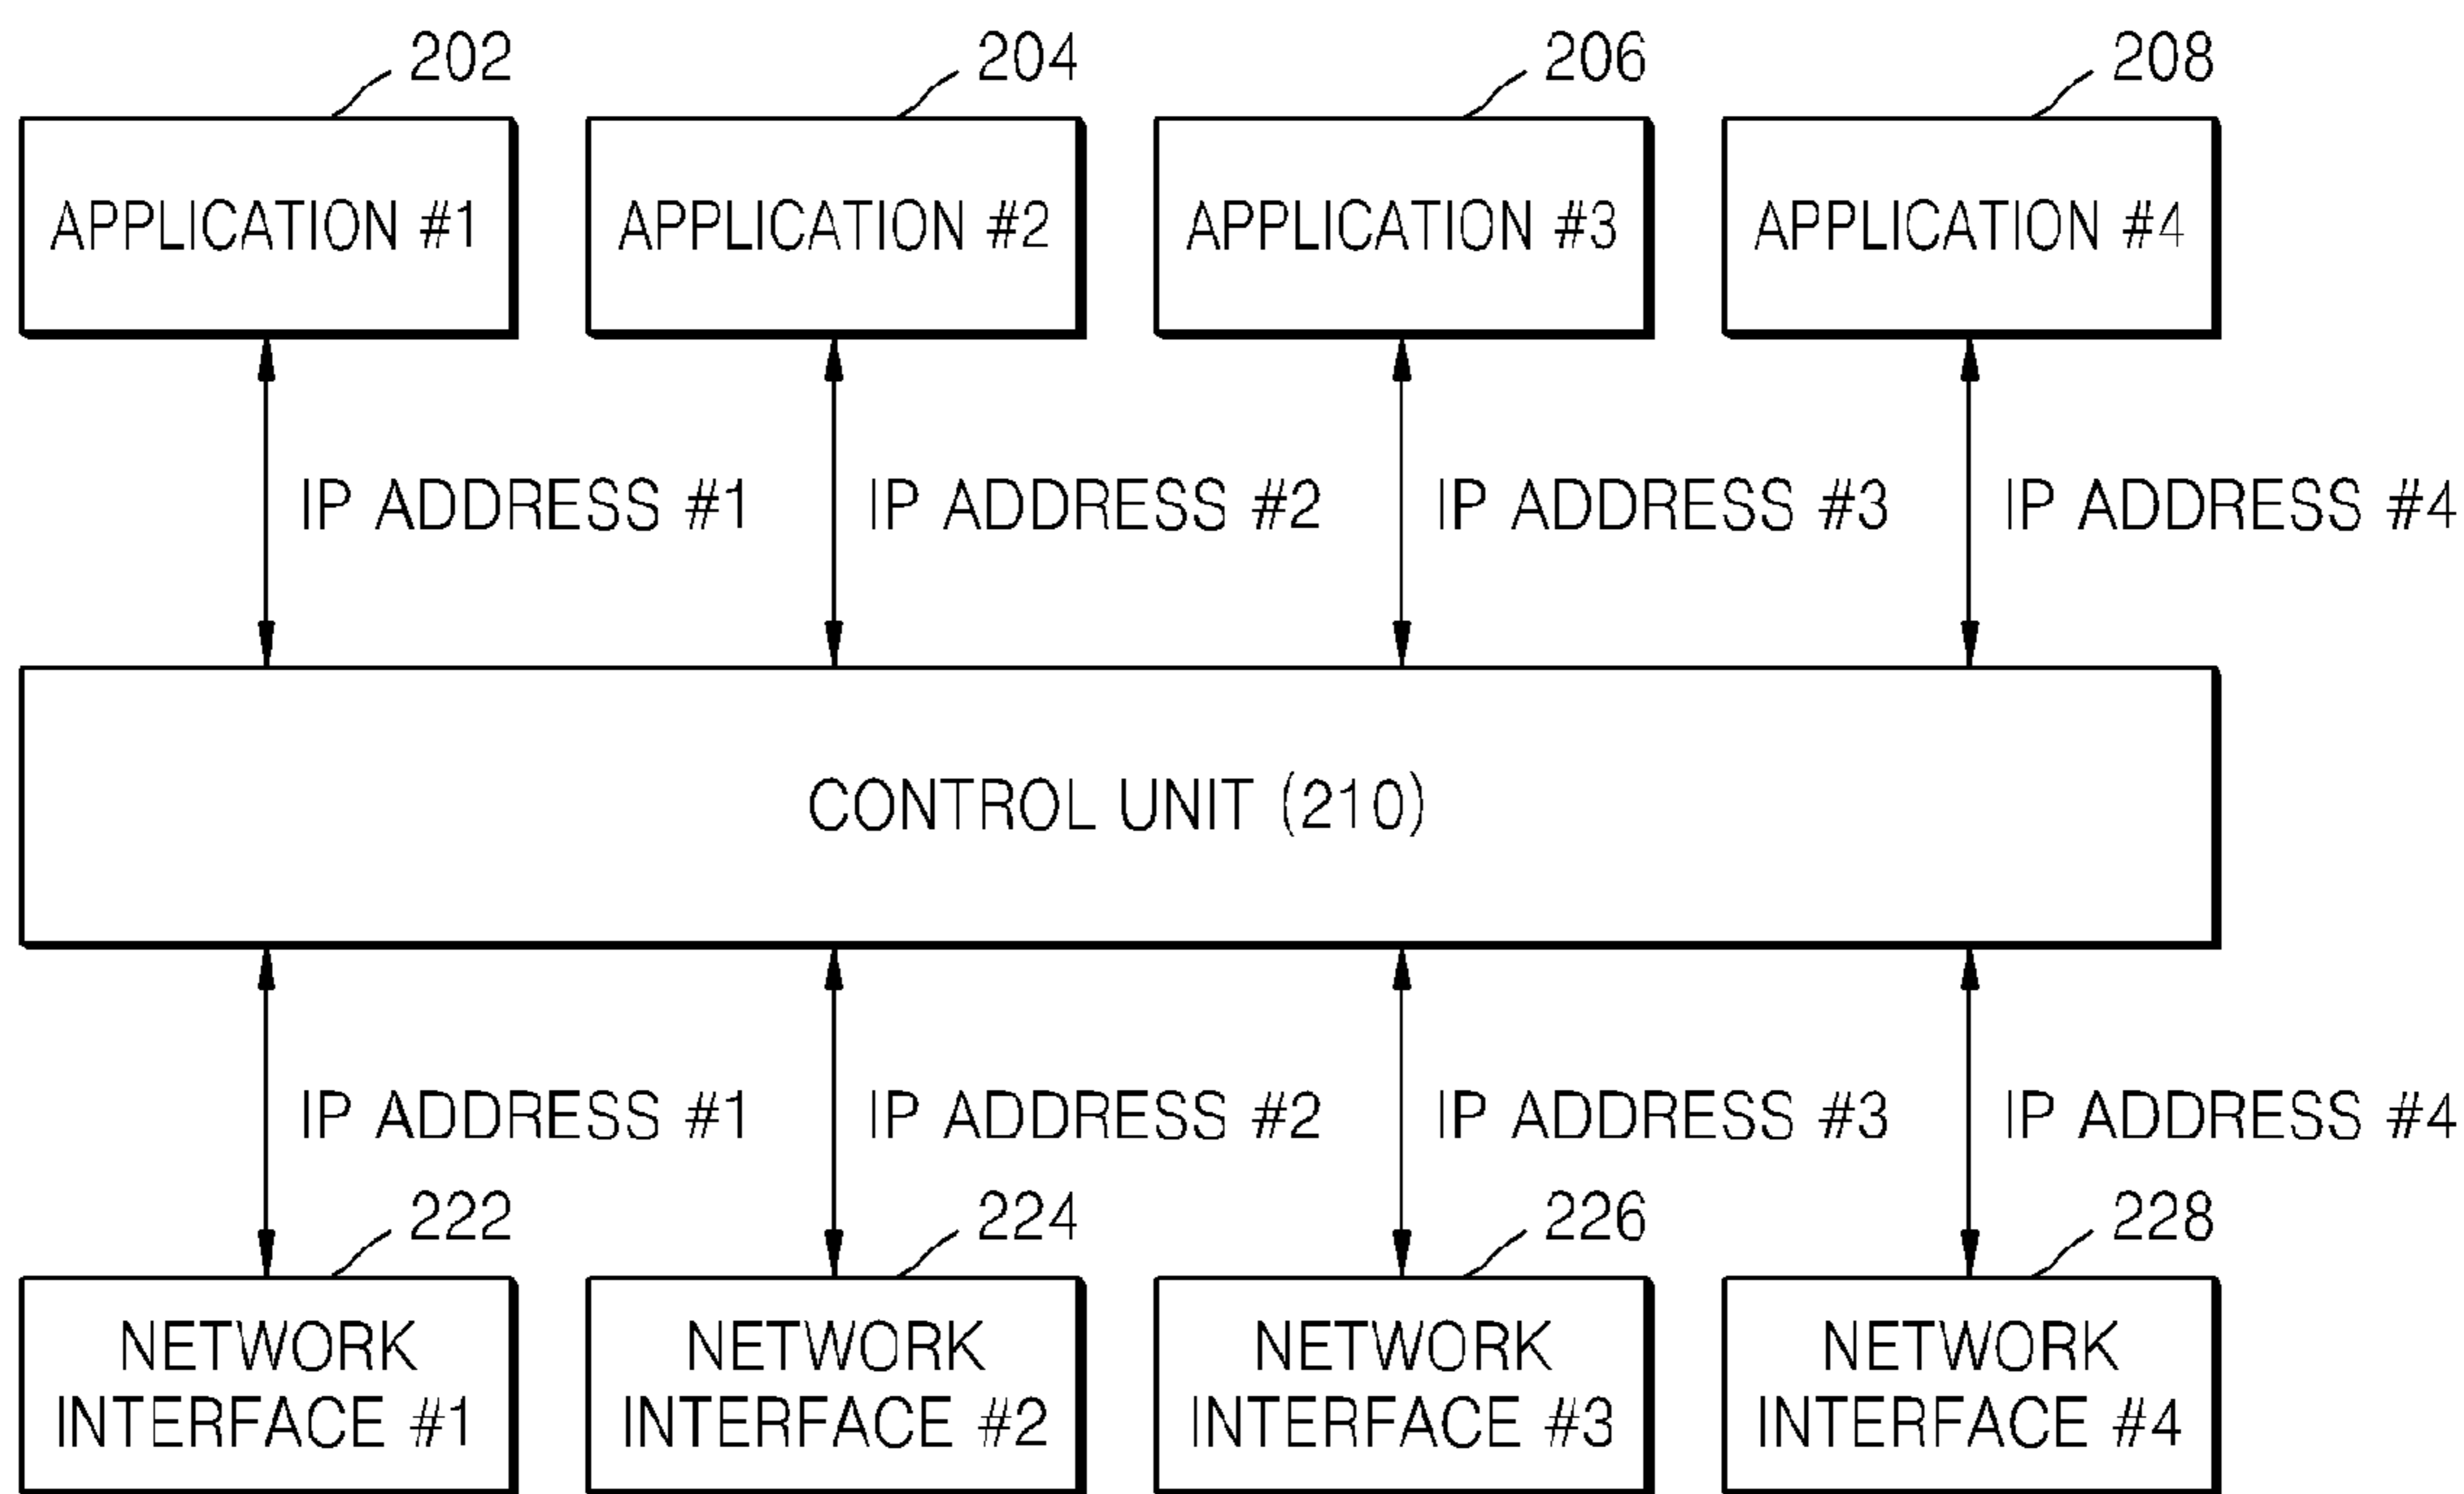 202 204 206 208
APPLICATION #1 APPLICATION #2 APPLICATION #3 APPLICATION #4
IP ADDRESS #1 IP ADDRESS #2 IP ADDRESS #3 IP ADDRESS #4
CONTROL UNIT (210)
IP ADDRESS #1 IP ADDRESS #2 IP ADDRESS #3 IP ADDRESS #4
222 224 226 228
NETWORK NETWORK NETWORK NETWORK
INTERFACE #1 INTERFACE #2 INTERFACE #3 INTERFACE #4